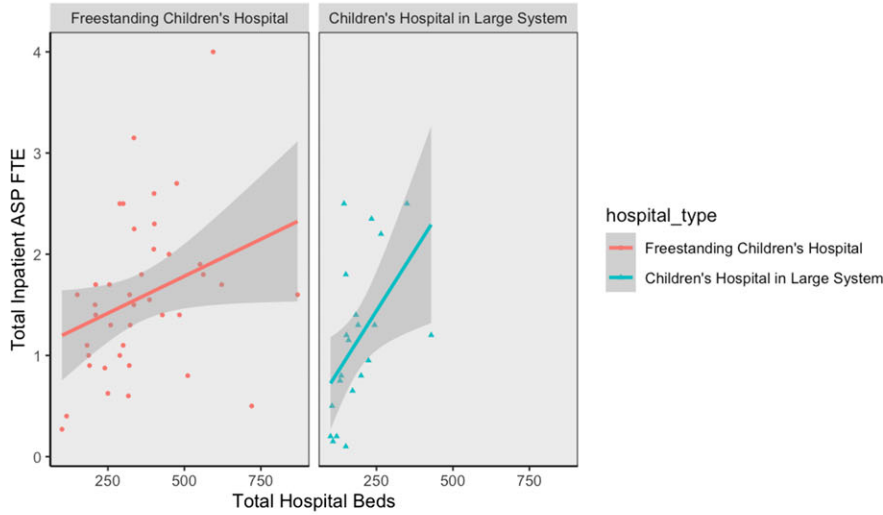 Freestanding Children's Hospital
Children's Hospital in Large System
Total Inpatient ASP FTE
4
3
2
1
0
250
500
750
250
500
750
Total Hospital Beds
hospital_type
Freestanding Children's Hospital
Children's Hospital in Large System